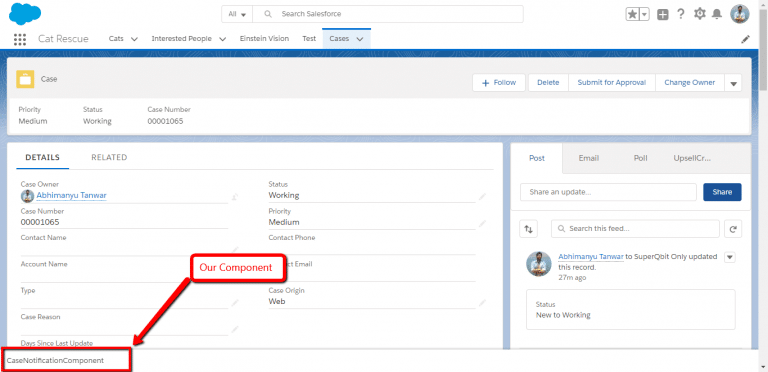 All
Search Salesforce
Cat Rescue
Cats
Interested People
Einstein Vision
Test
Cases
Case
+ Follow
Delete
Submit for Approval
Change Owner
Priority
Status
Case Number
Medium
Working
00001065
DETAILS
RELATED
Case Owner
Abhimanyu Tanwar
Status
Working
Case Number
00001065
Priority
Medium
Contact Name
Contact Phone
Account Name
ct Email
Type
Case Origin
Web
Case Reason
Days Since Last Update
Our Component
CaseNotificationComponent
Post
Email
Poll
UpsellCr...
Share an update...
Share
Search this feed...
Abhimanyu Tanwar to SuperQbit Only updated
this record.
27m ago
Status
New to Working